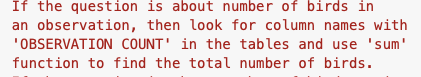 If the question is about number of birds in
an observation, then look for column names with
'OBSERVATION COUNT' in the tables and use 'sum'
function to find the total number of birds.